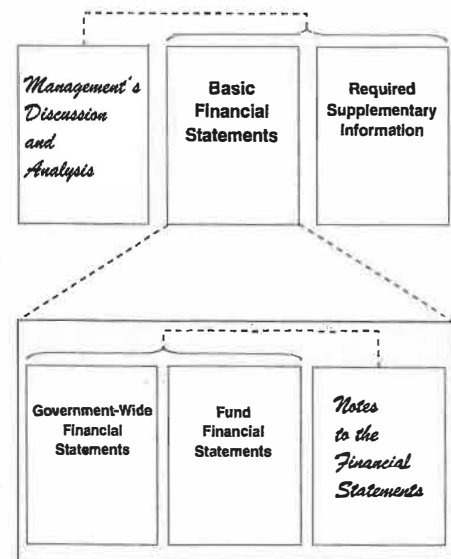 Management's
Discussion
and
Analysis
Basic
Financial
Statements
Required
Supplementary
Information
Government-Wide
Financial
Statements
Fund
Financial
Statements
Notes
to the
Financial
Statements